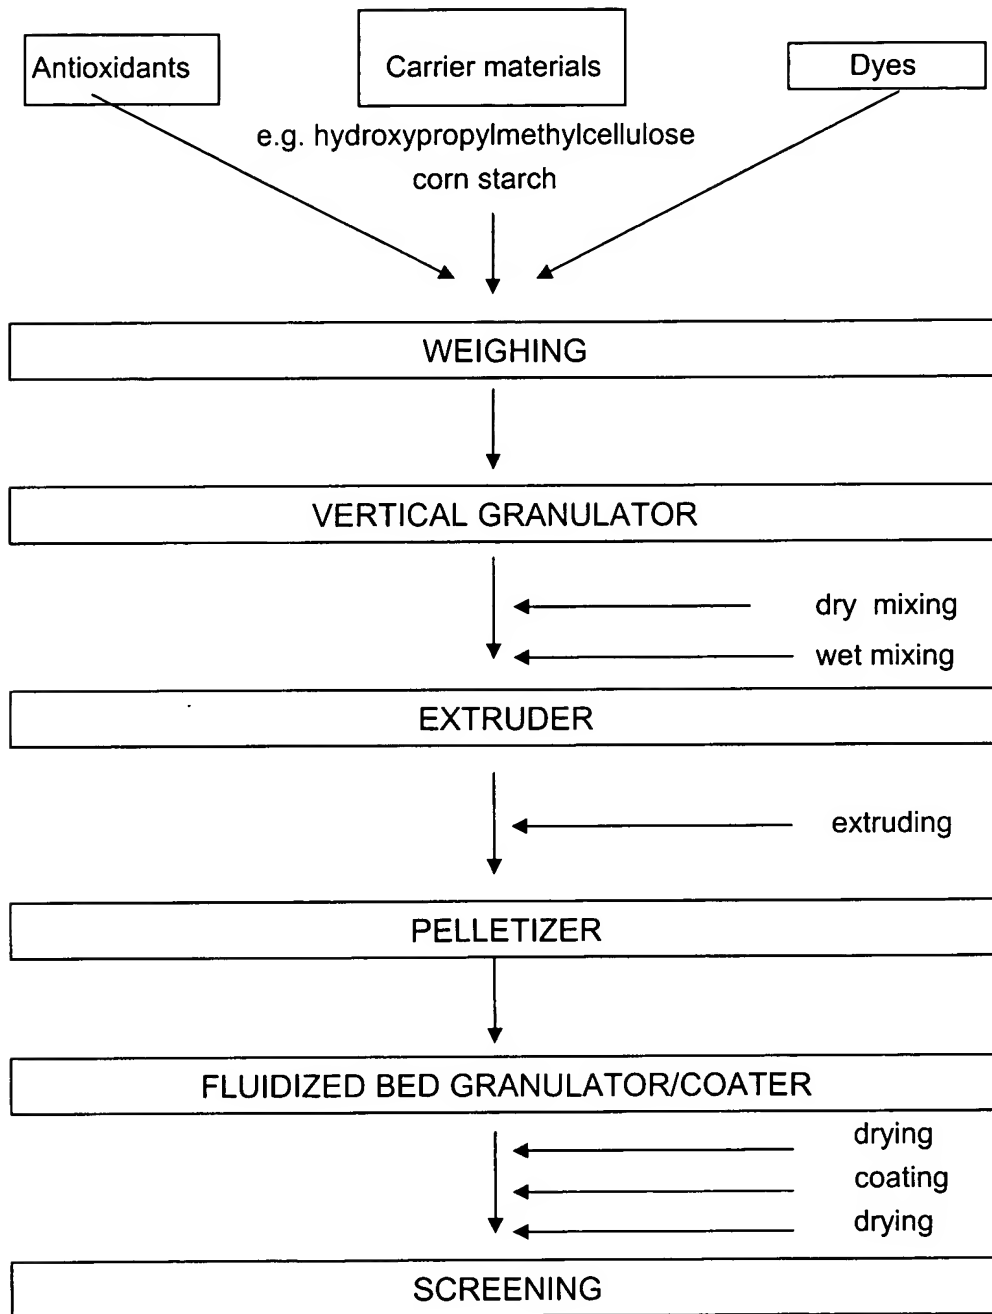 Antioxidants
Carrier materials
Dyes
e.g. hydroxypropylmethylcellulose
corn starch
WEIGHING
VERTICAL GRANULATOR
dry mixing
wet mixing
EXTRUDER
extruding
PELLETIZER
FLUIDIZED BED GRANULATOR/COATER
drying
coating
drying
SCREENING